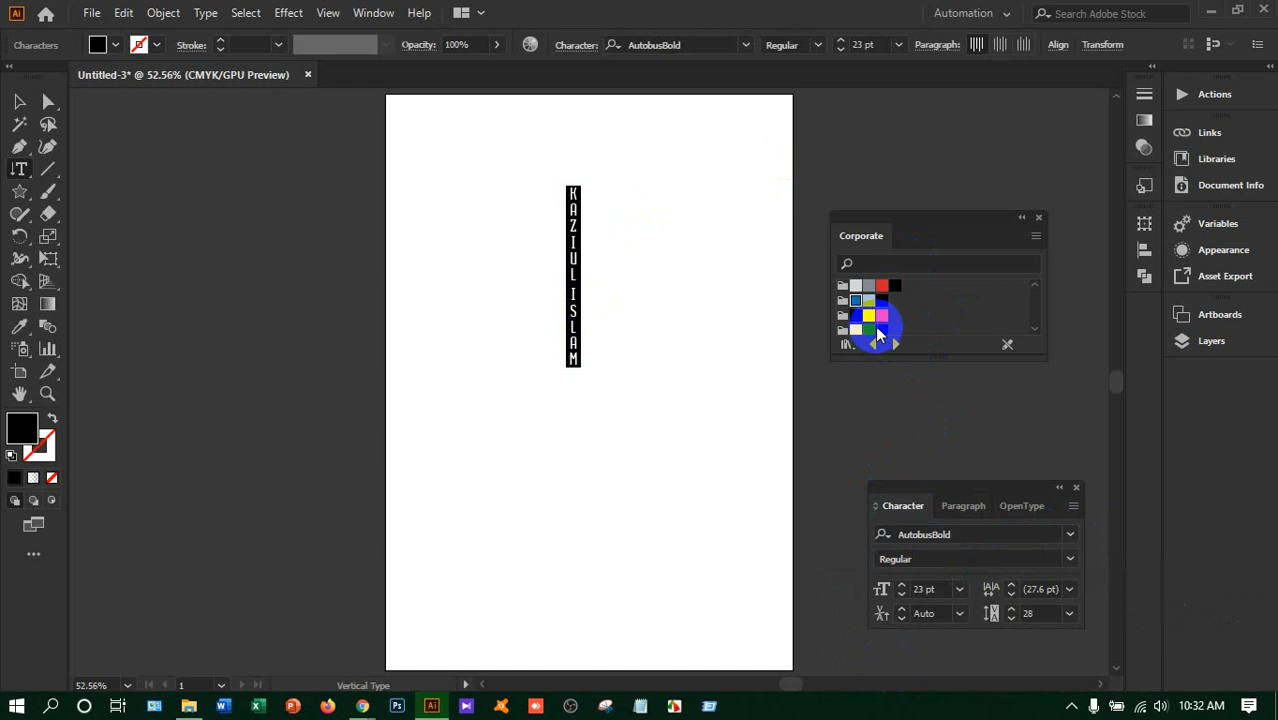 Ai File Edit Object Type Select Effect View Window Help Automation Search Adobe Stock
Characters Stroke: Opacity: 100% Character: AutobusBold Regular 23 pt Paragraph: Align Transform
Untitled-3* @ 52.56% (CMYK/GPU Preview)
KAZIUL ISLAM
Corporate
Character Paragraph OpenType
AutobusBold
Regular
23 pt (27.6 pt)
Auto 28
Actions
Links
Libraries
Document Info
Variables
Appearance
Asset Export
Artboards
Layers
52.56% 1 Vertical Type
10:32 AM